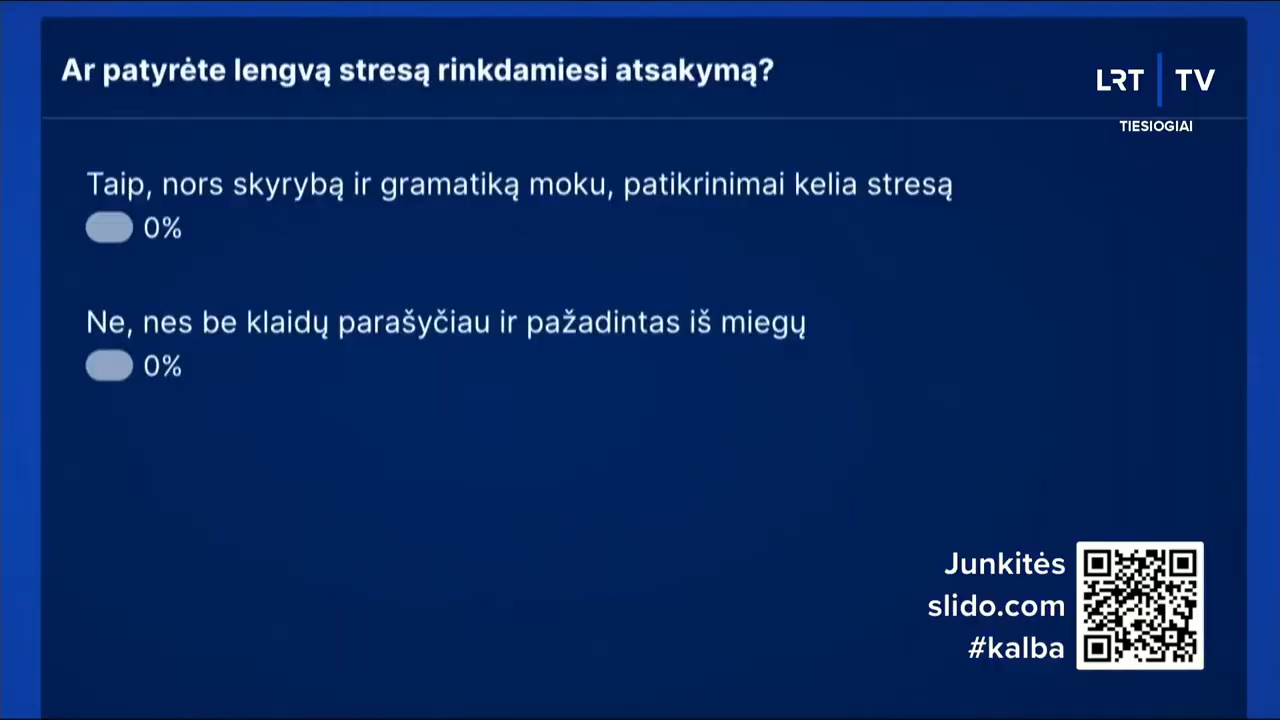 Ar patyrėte lengvą stresą rinkdamiesi atsakymą?
LRT | TV
TIESIOGIAI
Taip, nors skyrybą ir gramatiką moku, patikrinimai kelia stresą
0%
Ne, nes be klaidų parašyčiau ir pažadintas iš miegų
0%
Junkitės
slido.com
#kalba